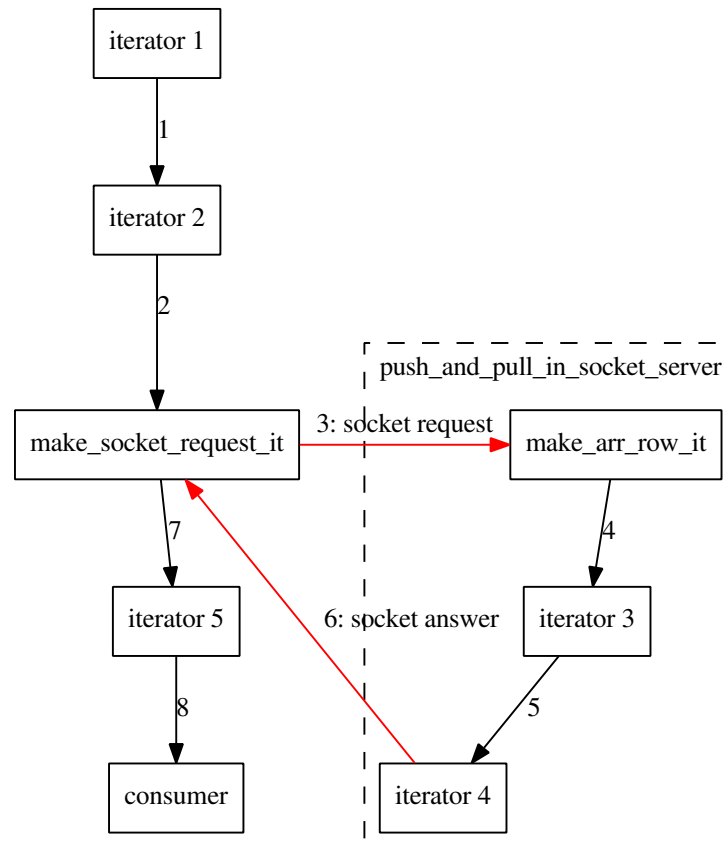 iterator 1
1
iterator 2
2
push_and_pull_in_socket_server
make_socket_request_it
3: socket request
make_arr_row_it
7
4
iterator 5
6: socket answer
iterator 3
8
5
consumer
iterator 4